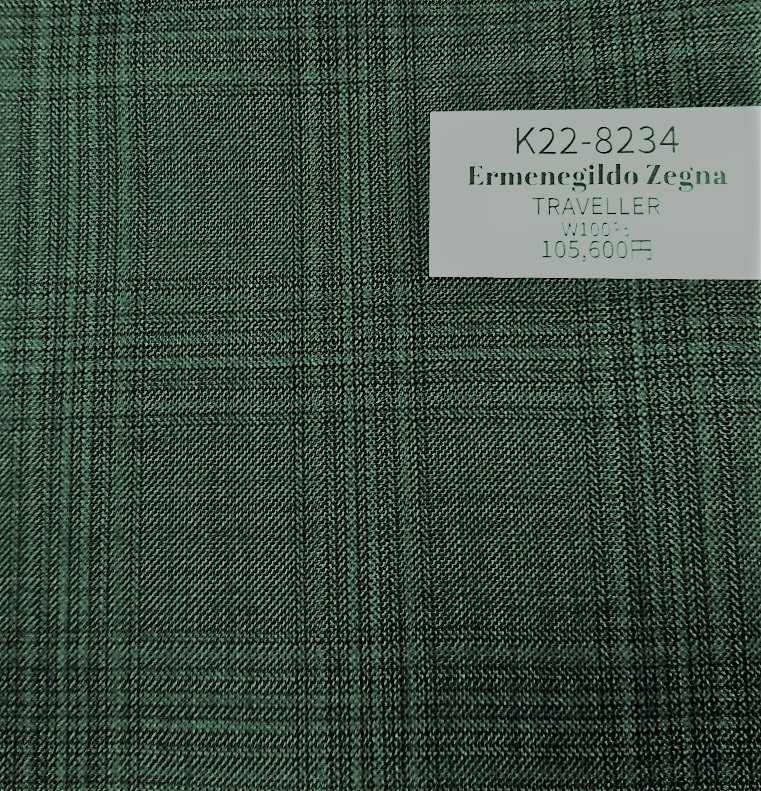 K22-8234
Ermenegildo Zegna
TRAVELLER
W100%
105,600円